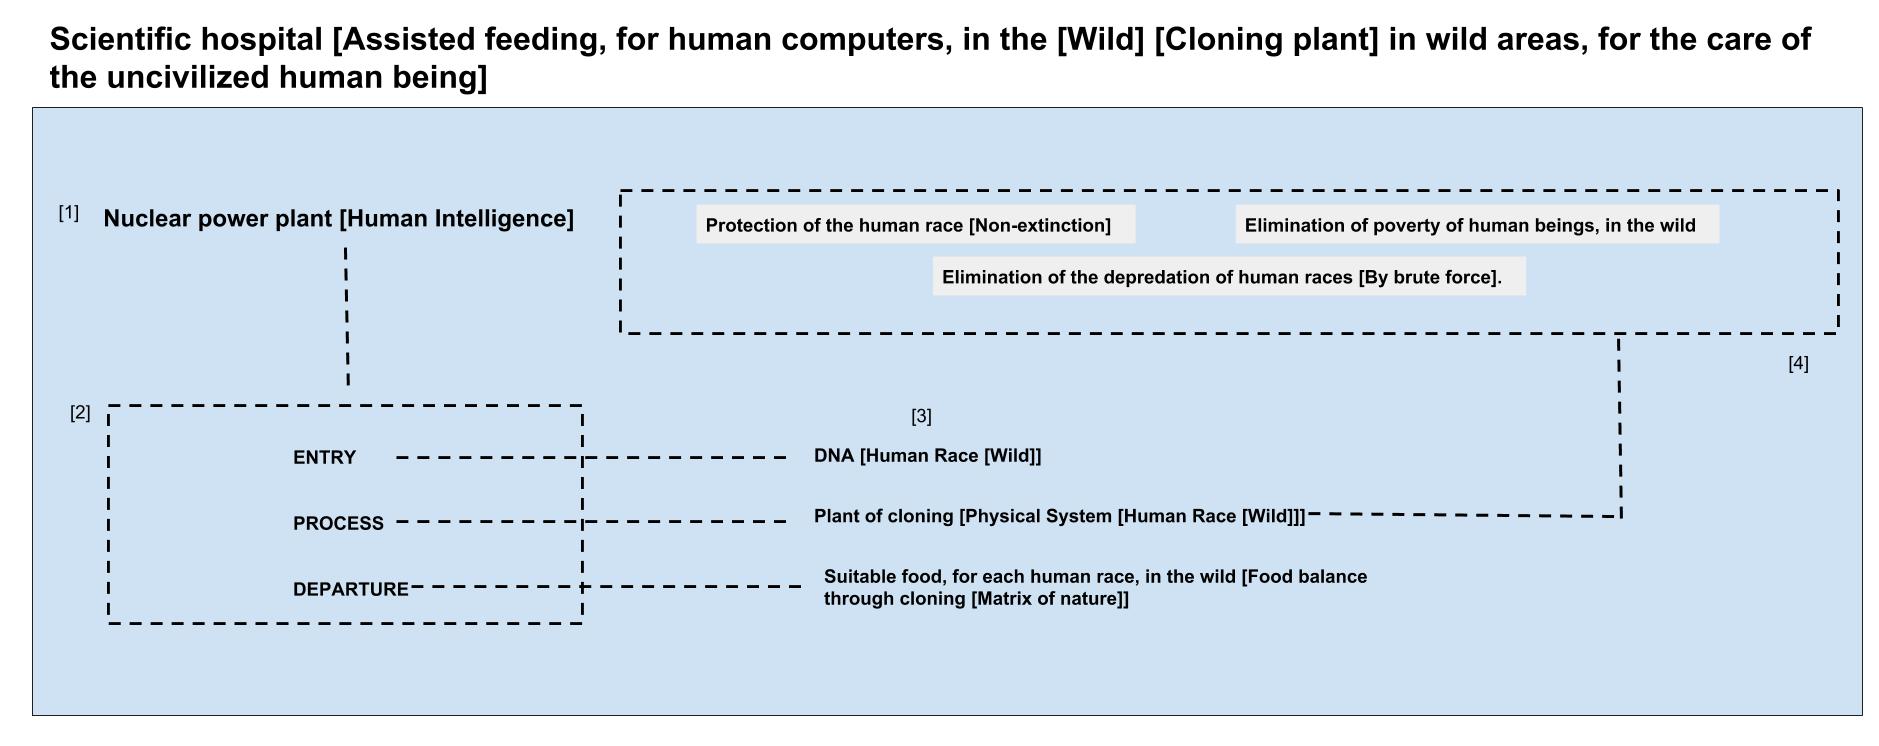 Scientific hospital [Assisted feeding, for human computers, in the [Wild] [Cloning plant] in wild areas, for the care of
the uncivilized human being]
[1]
Nuclear power plant [Human Intelligence]
Protection of the human race [Non-extinction]
Elimination of poverty of human beings, in the wild
Elimination of the depredation of human races [By brute force].
[4]
[2]
[3]
ENTRY
DNA [Human Race [Wild]]
PROCESS
Plant of cloning [Physical System [Human Race [Wild]]]
DEPARTURE
Suitable food, for each human race, in the wild [Food balance
through cloning [Matrix of nature]]